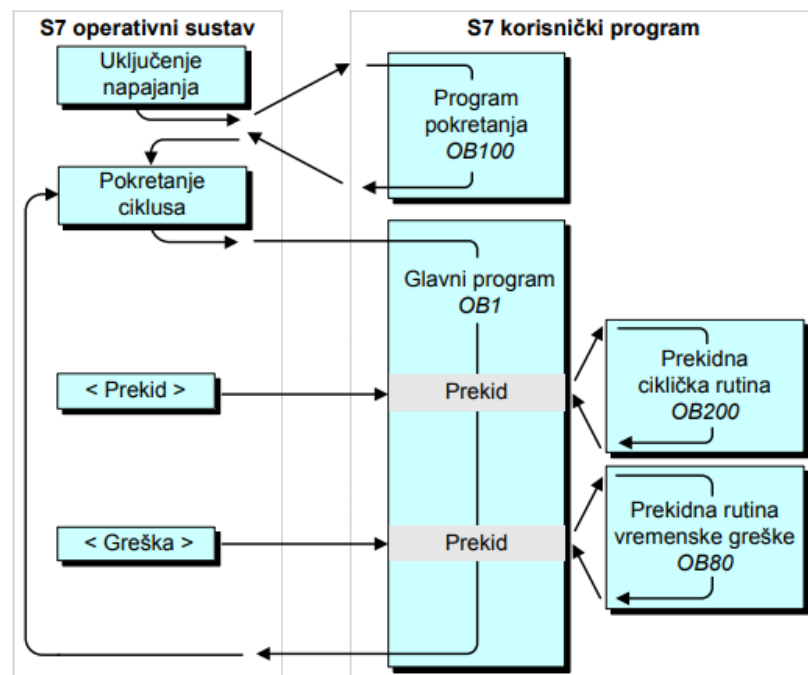 S7 operativni sustav
S7 korisnički program
Uključenje
napajanja
Program
pokretanja
OB100
Pokretanje
ciklusa
Glavni program
OB1
< Prekid >
Prekid
Prekidna
ciklička rutina
OB200
< Greška >
Prekid
Prekidna rutina
vremenske greške
OB80